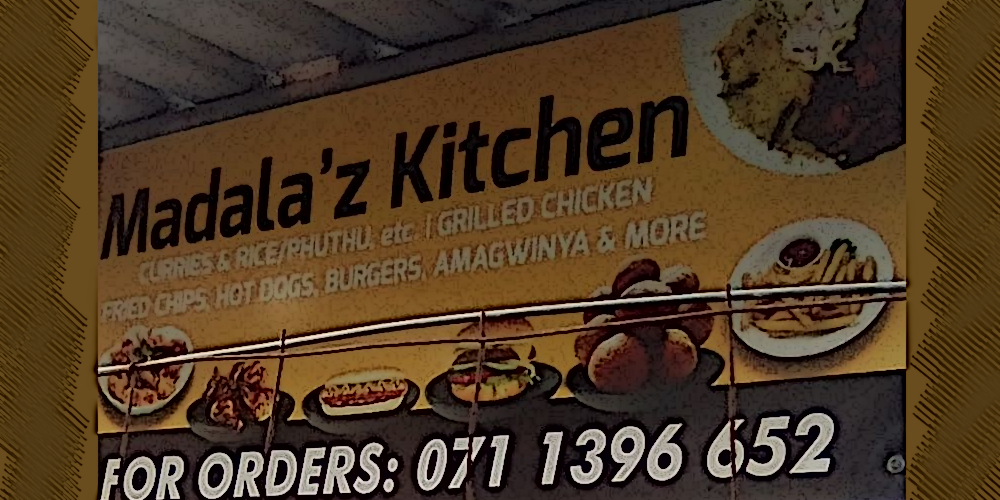 Madala'z Kitchen
CURRIES & RICE/PHUTHU, etc | GRILLED CHICKEN
FRIED CHIPS, HOT DOGS, BURGERS, AMAGWINYA & MORE
FOR ORDERS: 071 1396 652